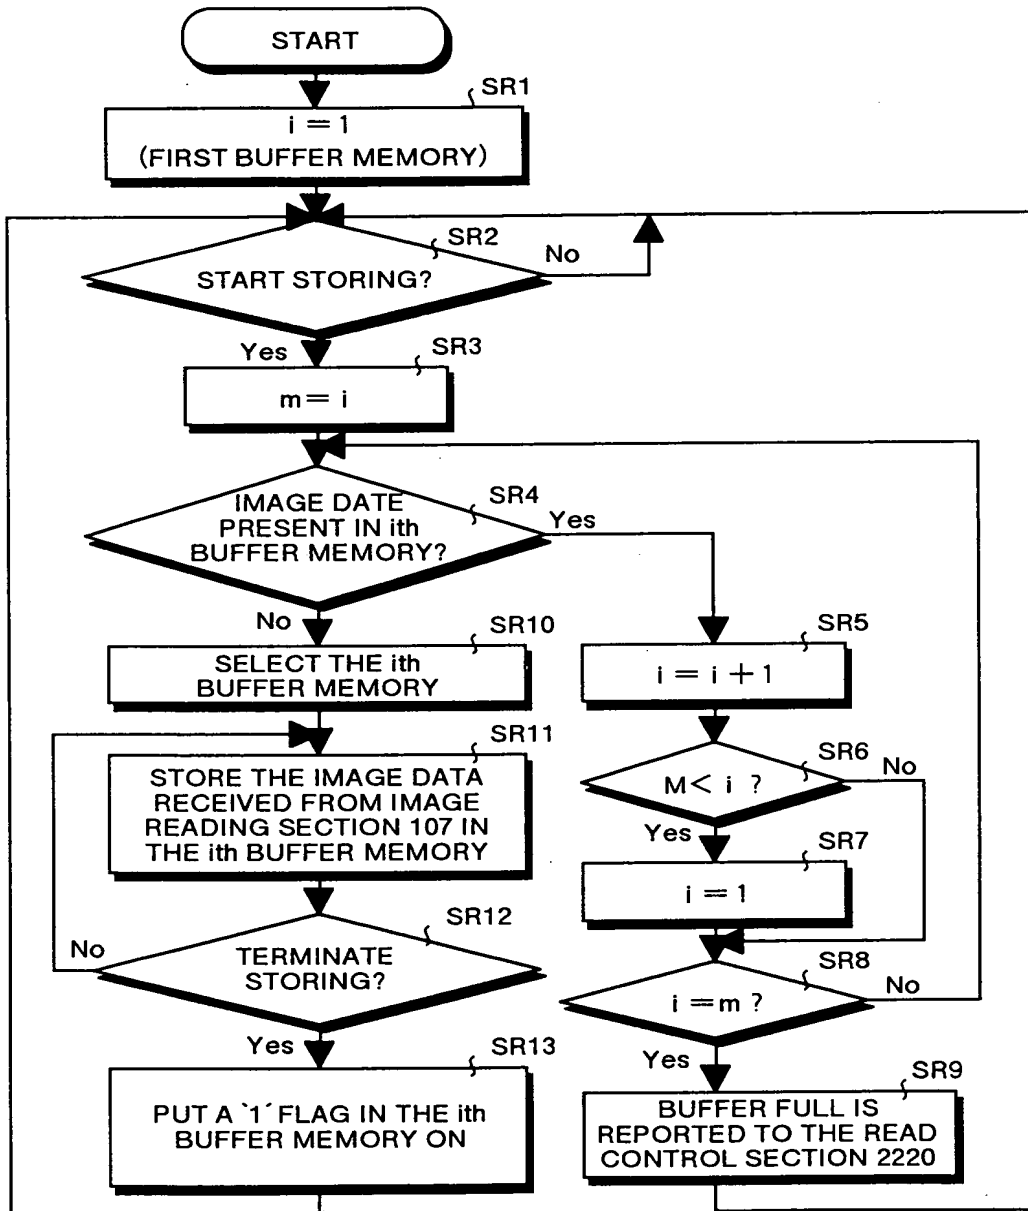 START
SR1
i = 1
(FIRST BUFFER MEMORY)
SR2
START STORING?
No
Yes
SR3
m = i
SR4
IMAGE DATE
PRESENT IN ith
BUFFER MEMORY?
Yes
No
SR10
SELECT THE ith
BUFFER MEMORY
SR5
i = i + 1
SR11
STORE THE IMAGE DATA
RECEIVED FROM IMAGE
READING SECTION 107 IN
THE ith BUFFER MEMORY
SR6
M < i ?
No
Yes
SR7
i = 1
SR12
TERMINATE
STORING?
No
Yes
SR8
i = m ?
No
Yes
SR13
PUT A `1´ FLAG IN THE ith
BUFFER MEMORY ON
SR9
BUFFER FULL IS
REPORTED TO THE READ
CONTROL SECTION 2220